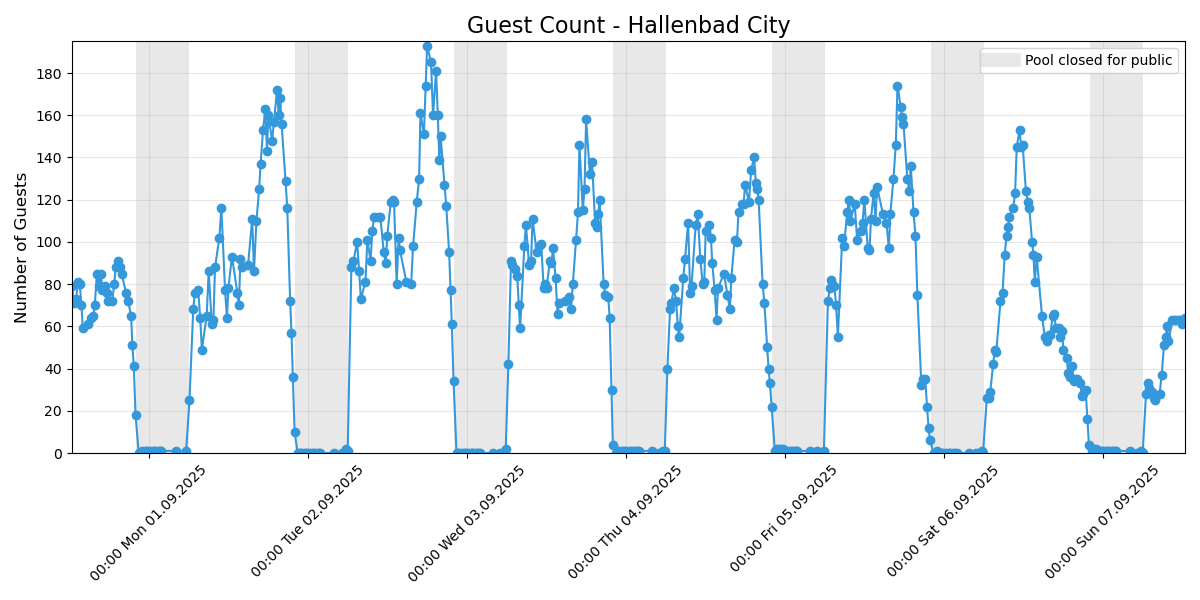 Guest Count - Hallenbad City
Pool closed for public
Number of Guests
180
160
140
120
100
80
60
40
20
0
00:00 Mon 01.09.2025
00:00 Tue 02.09.2025
00:00 Wed 03.09.2025
00:00 Thu 04.09.2025
00:00 Fri 05.09.2025
00:00 Sat 06.09.2025
00:00 Sun 07.09.2025